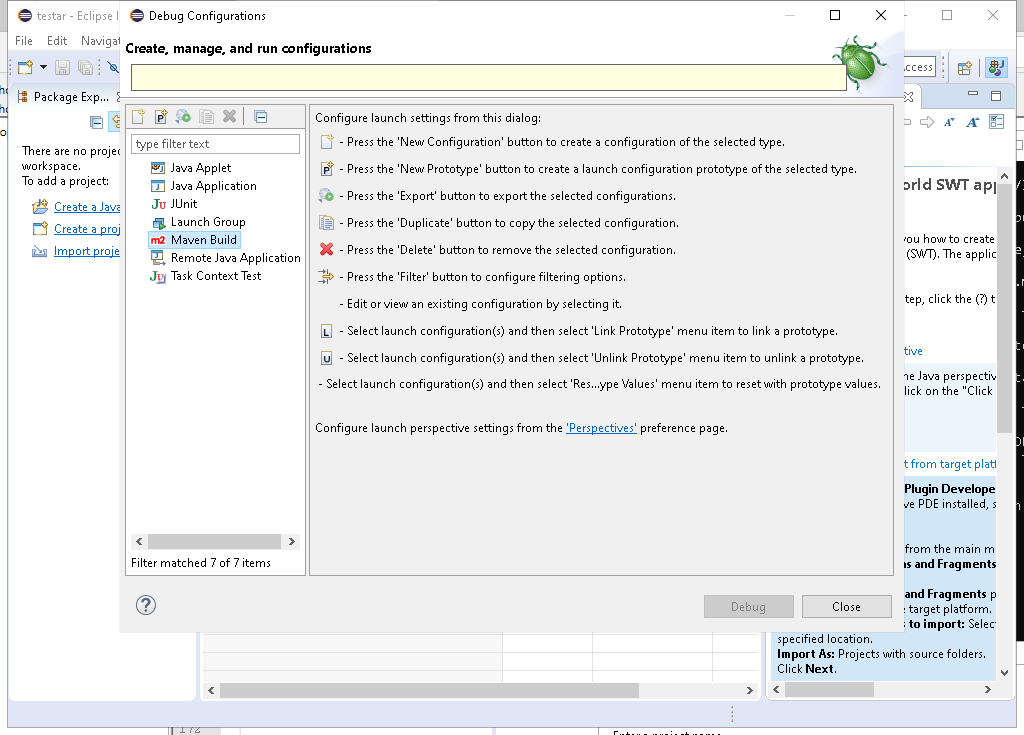 testar - Eclipse
Debug Configurations
File Edit Navigat
Create, manage, and run configurations
ccess
Package Exp...
There are no projec
workspace.
To add a project:
Create a Java
Create a proj
Import proje
type filter text
Java Applet
Java Application
JUnit
Launch Group
Maven Build
Remote Java Application
Task Context Test
Filter matched 7 of 7 items
Configure launch settings from this dialog:
- Press the 'New Configuration' button to create a configuration of the selected type.
- Press the 'New Prototype' button to create a launch configuration prototype of the selected type.
- Press the 'Export' button to export the selected configurations.
- Press the 'Duplicate' button to copy the selected configuration.
- Press the 'Delete' button to remove the selected configuration.
- Press the 'Filter' button to configure filtering options.
- Edit or view an existing configuration by selecting it.
L - Select launch configuration(s) and then select 'Link Prototype' menu item to link a prototype.
U - Select launch configuration(s) and then select 'Unlink Prototype' menu item to unlink a prototype.
- Select launch configuration(s) and then select 'Res...ype Values' menu item to reset with prototype values.
Configure launch perspective settings from the 'Perspectives' preference page.
Debug
Close
orld SWT app
you how to create
(SWT). The applic
tep, click the (?) t
tive
he Java perspectiv
lick on the "Click
t from target platf
Plugin Develope
ve PDE installed, s
from the main m
s and Fragments
and Fragments p
e target platform.
s to import: Select
specified location.
Import As: Projects with source folders.
Click Next.
172
Enter a project name